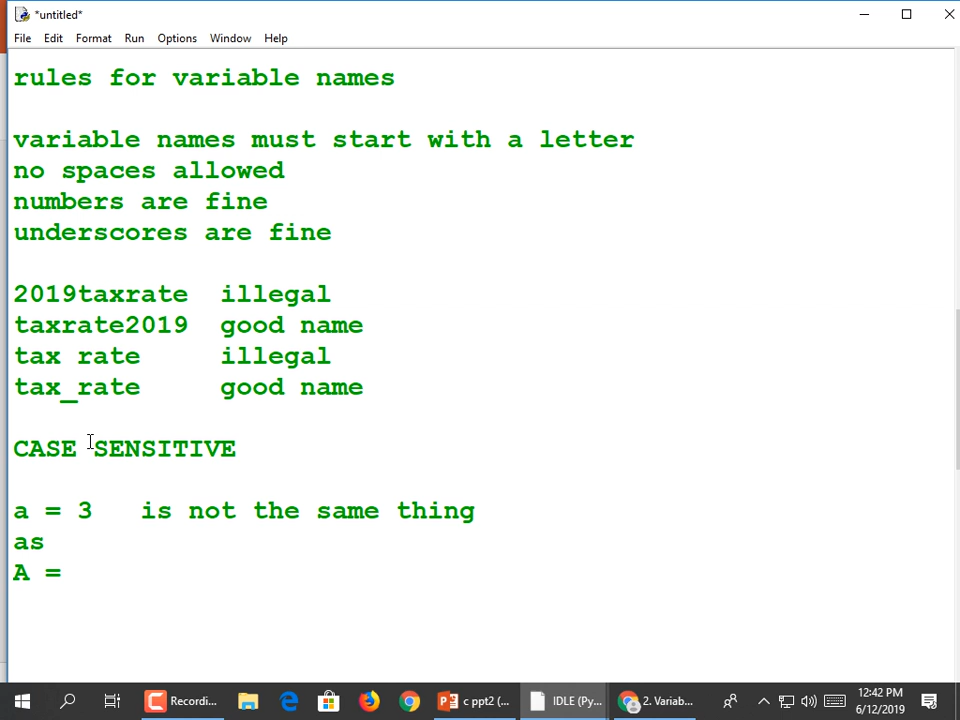 *untitled*
File Edit Format Run Options Window Help
rules for variable names
variable names must start with a letter
no spaces allowed
numbers are fine
underscores are fine
2019taxrate illegal
taxrate2019 good name
tax rate illegal
tax_rate good name
CASE SENSITIVE
a = 3 is not the same thing
as
A =
Recordi... c ppt2 (... IDLE (Py... 2. Variab... 12:42 PM
6/12/2019